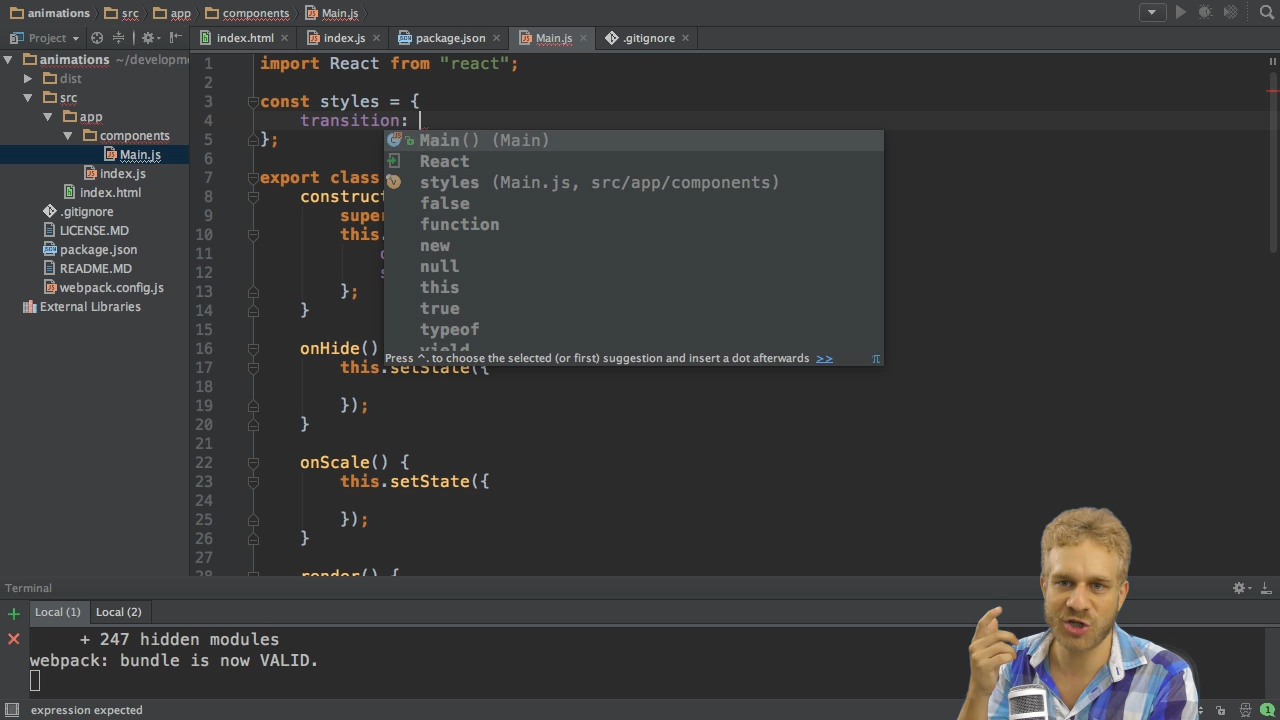 animations
src
app
components
Main.js
Project
index.html
index.js
package.json
Main.js
.gitignore
animations ~/developme
dist
src
app
components
Main.js
index.js
index.html
.gitignore
LICENSE.MD
package.json
README.MD
webpack.config.js
External Libraries
1 import React from "react";
2
3 const styles = {
4 transition:
5 };
6
7 export class
8 construct
9 super
10 this.
11
12 s
13 };
14 }
15
16 onHide()
17 this.setState({
18
19 });
20 }
21
22 onScale() {
23 this.setState({
24
25 });
26 }
27
28 render() {
Main() (Main)
React
styles (Main.js, src/app/components)
false
function
new
null
this
true
typeof
yield
Press ^. to choose the selected (or first) suggestion and insert a dot afterwards >>
π
Terminal
Local (1)
Local (2)
+ 247 hidden modules
webpack: bundle is now VALID.
expression expected
1